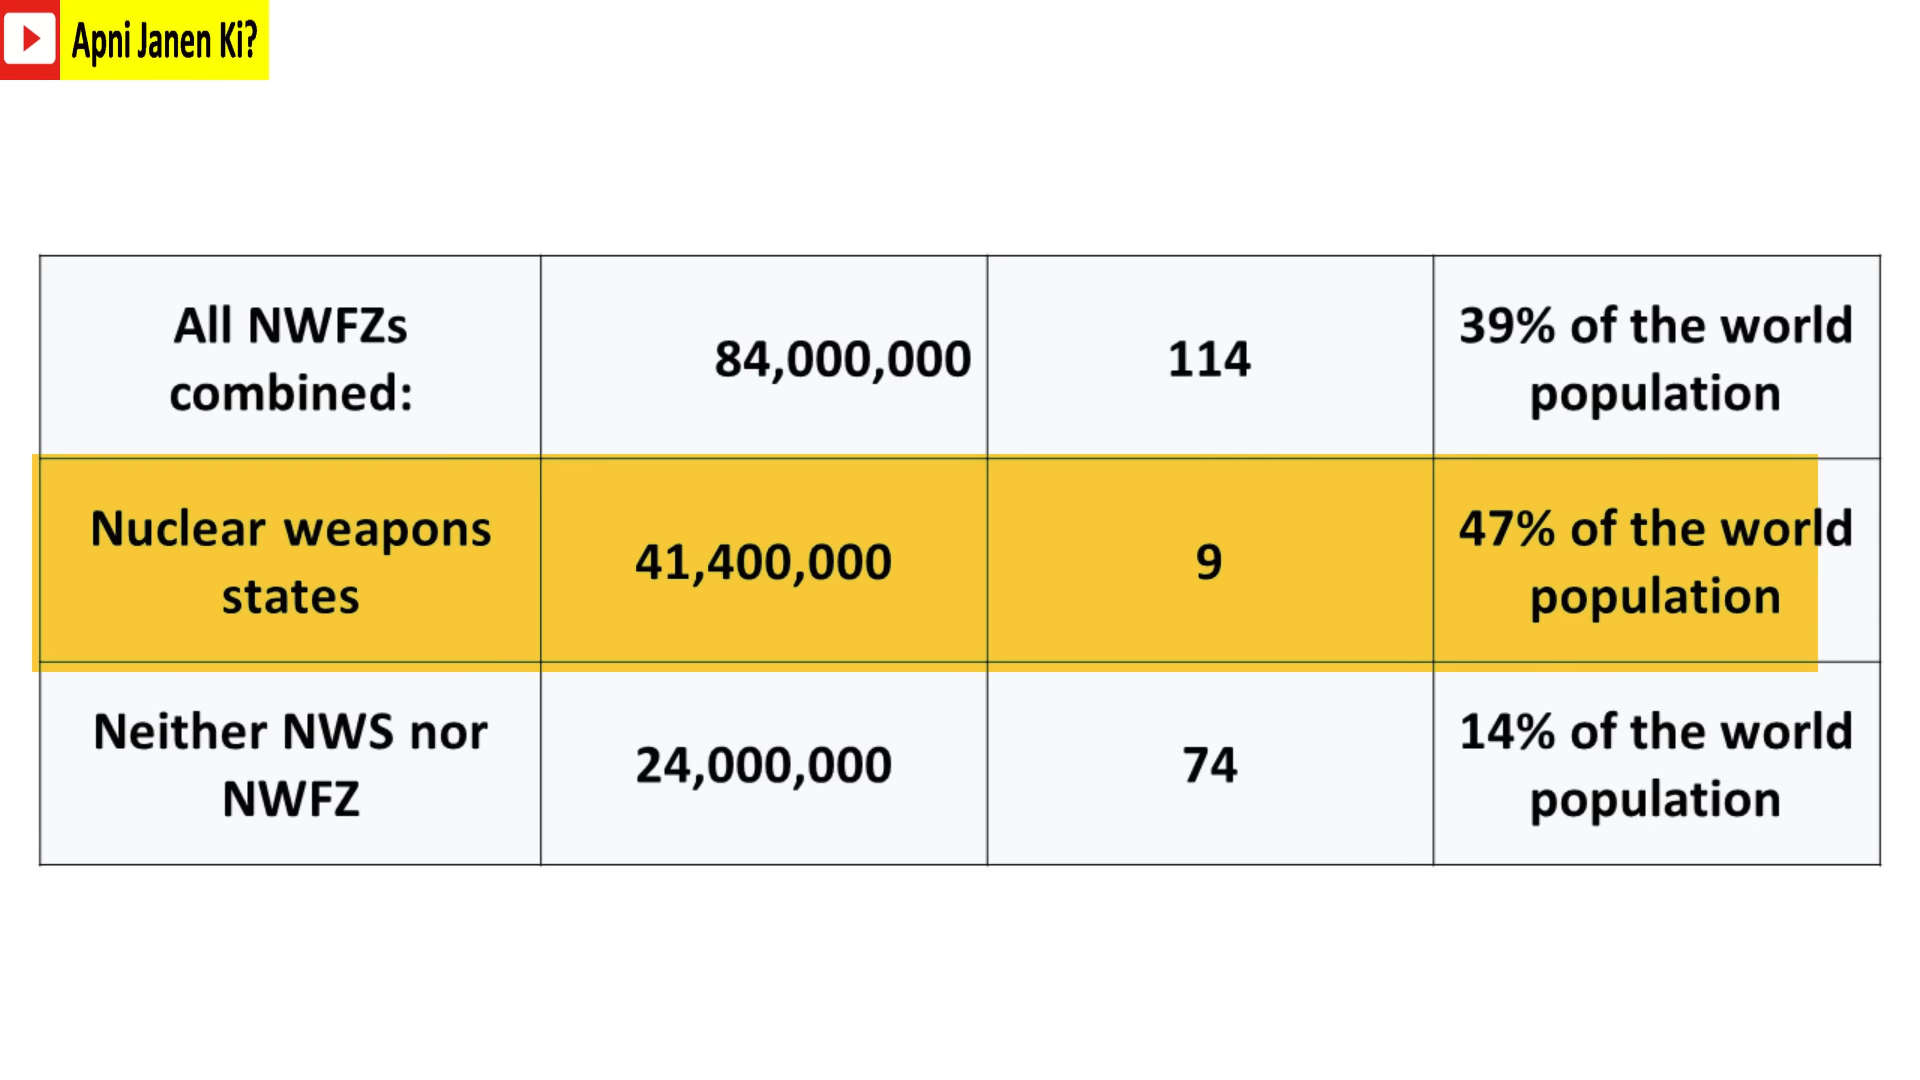 Apni Janen Ki?
All NWFZs
combined:
84,000,000
114
39% of the world
population
Nuclear weapons
states
41,400,000
9
47% of the world
population
Neither NWS nor
NWFZ
24,000,000
74
14% of the world
population